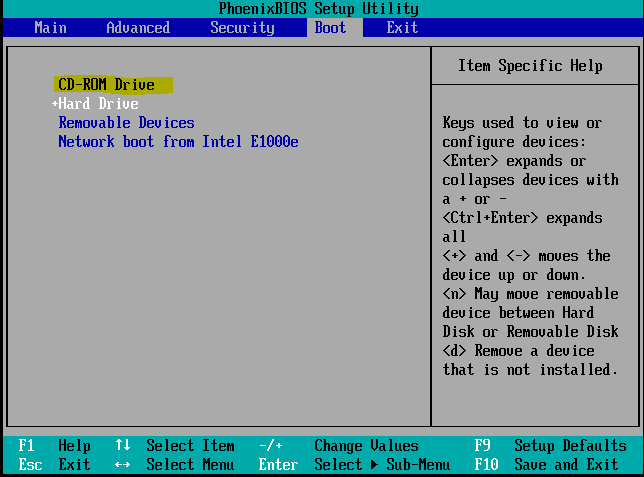 PhoenixBIOS Setup Utility
Main Advanced Security Boot Exit
CD-ROM Drive
+Hard Drive
Removable Devices
Network boot from Intel E1000e
Item Specific Help
Keys used to view or
configure devices:
<Enter> expands or
collapses devices with
a + or -
<Ctrl+Enter> expands
all
<+> and <-> moves the
device up or down.
<n> May move removable
device between Hard
Disk or Removable Disk
<d> Remove a device
that is not installed.
F1 Help ↑↓ Select Item -/+ Change Values F9 Setup Defaults
Esc Exit ↔ Select Menu Enter Select ▶ Sub-Menu F10 Save and Exit